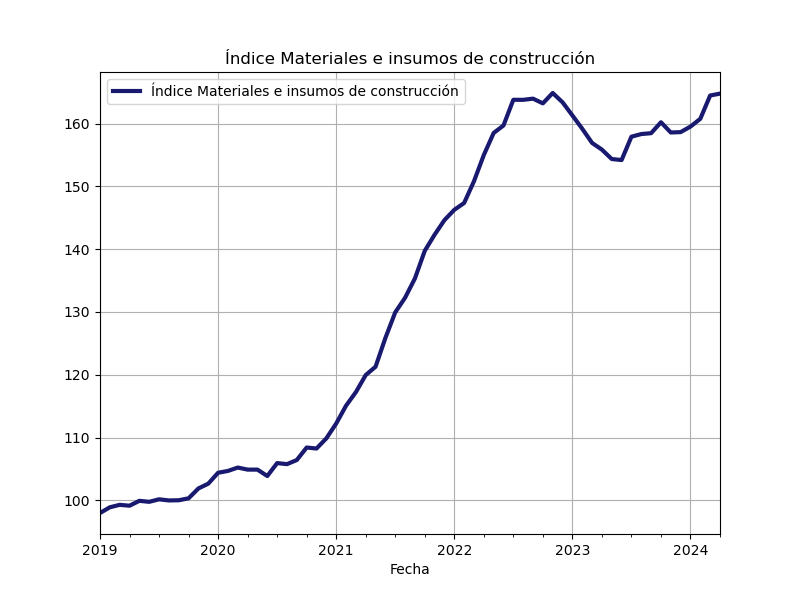 Índice Materiales e insumos de construcción
Índice Materiales e insumos de construcción
160
150
140
130
120
110
100
2019 2020 2021 2022 2023 2024
Fecha